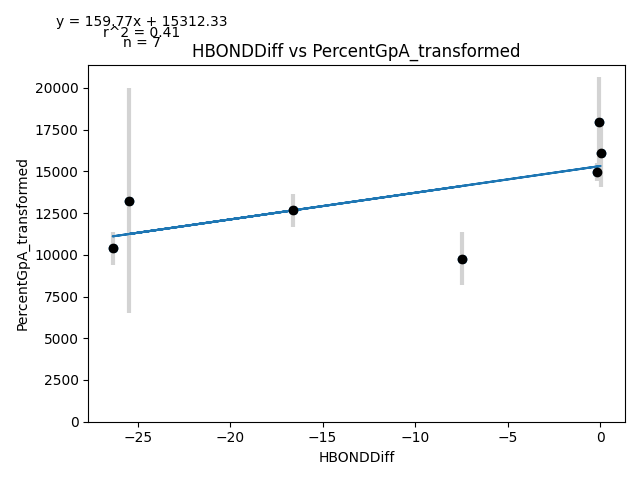 y = 159.77x + 15312.33
r^2 = 0.41
n = 7
HBONDDiff vs PercentGpA_transformed
20000
17500
15000
12500
10000
7500
5000
2500
0
PercentGpA_transformed
−25
−20
−15
−10
−5
0
HBONDDiff